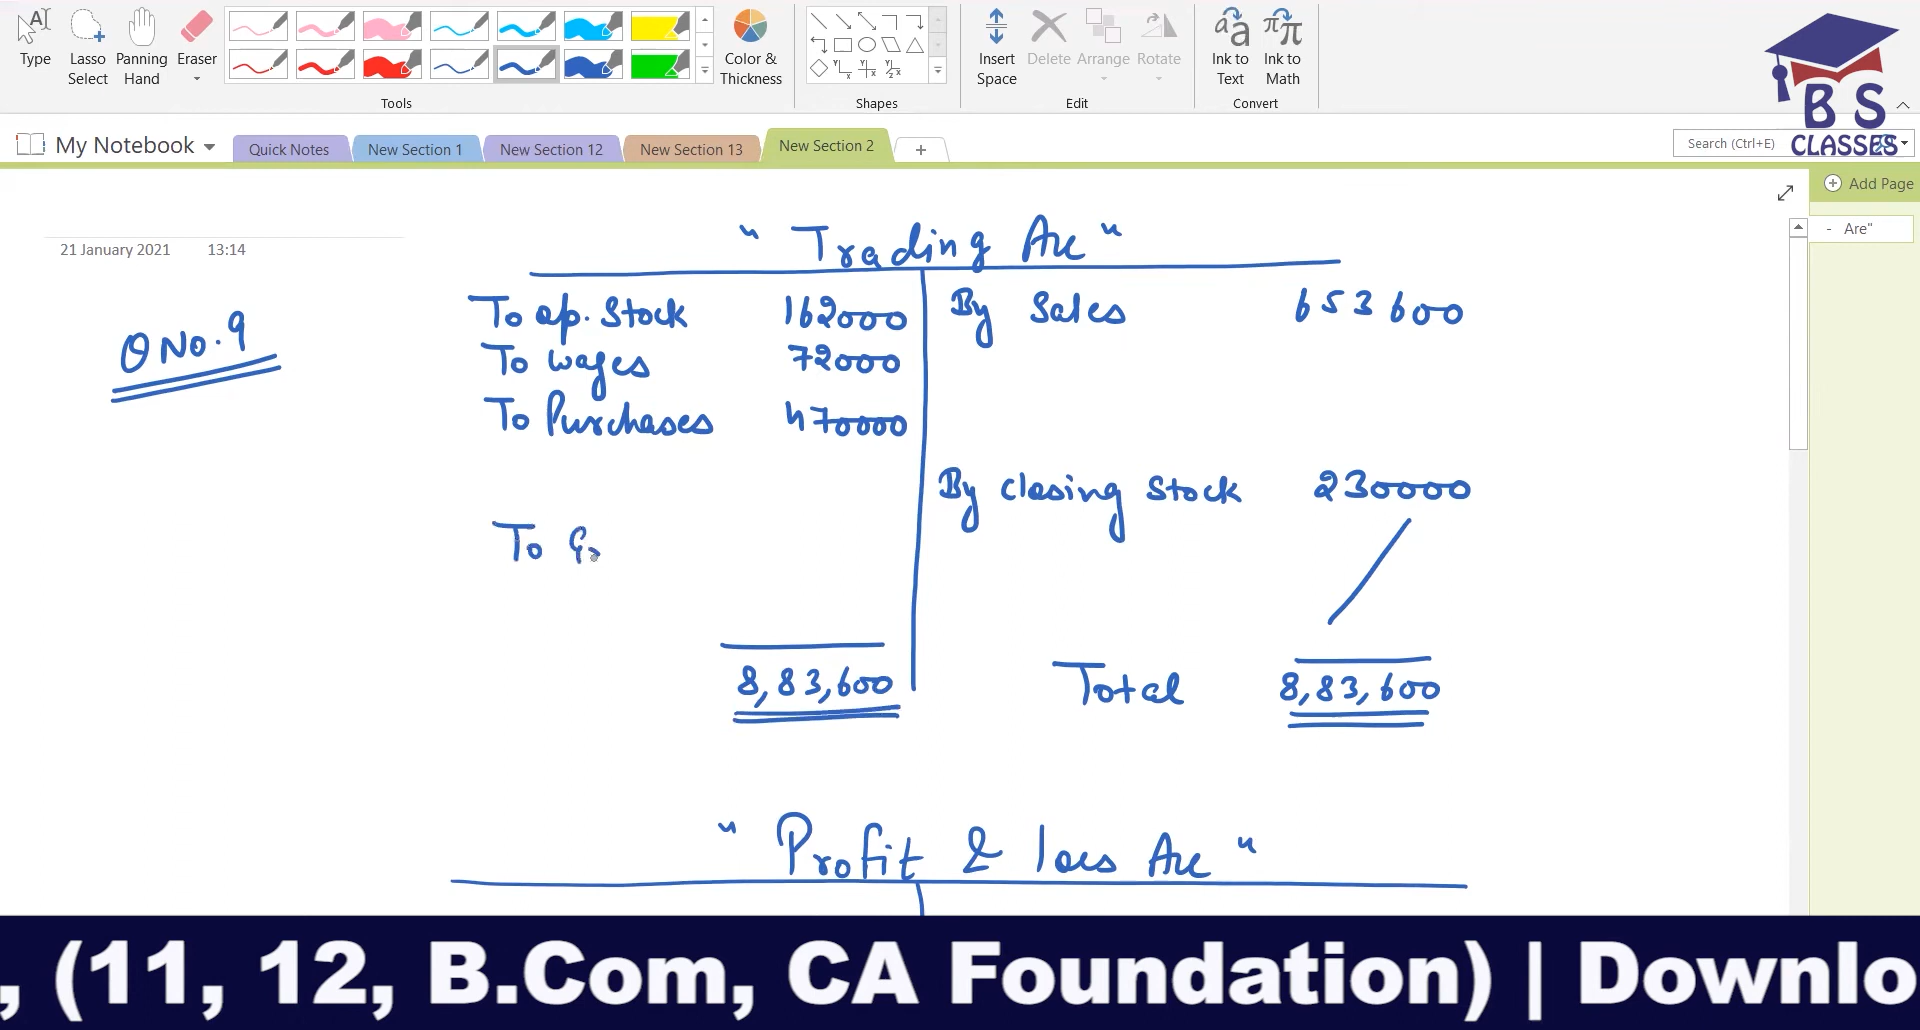 Type
Lasso Select
Panning Hand
Eraser
Color & Thickness
Insert Space
Delete
Arrange
Rotate
Ink to Text
Ink to Math
Tools
Shapes
Edit
Convert
B S
CLASSES
My Notebook
Quick Notes
New Section 1
New Section 12
New Section 13
New Section 2
Search (Ctrl+E)
Add Page
- Are"
21 January 2021 13:14
Q No. 9
" Trading A/c "
To op. Stock 162000 By Sales 653600
To wages 72000
To Purchases 470000
By closing Stock 230000
To
8,83,600 Total 8,83,600
" Profit & loss A/c "
, (11, 12, B.Com, CA Foundation) | Downlo